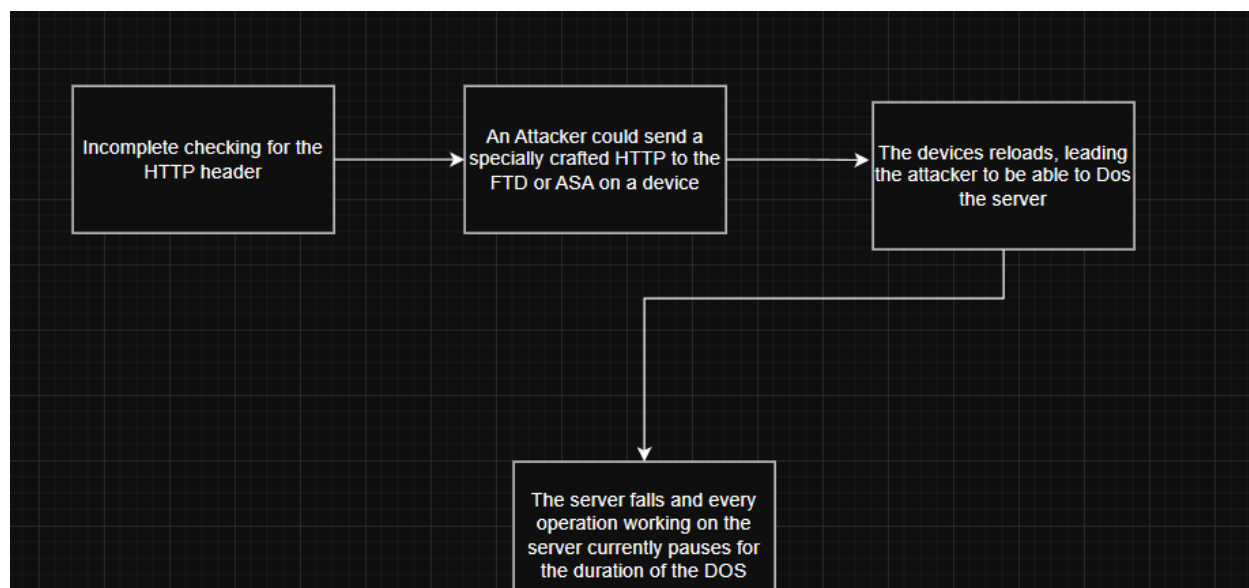 Incomplete checking for the
HTTP header
An Attacker could send a
specially crafted HTTP to the
FTD or ASA on a device
The devices reloads, leading
the attacker to be able to Dos
the server
The server falls and every
operation working on the
server currently pauses for
the duration of the DOS